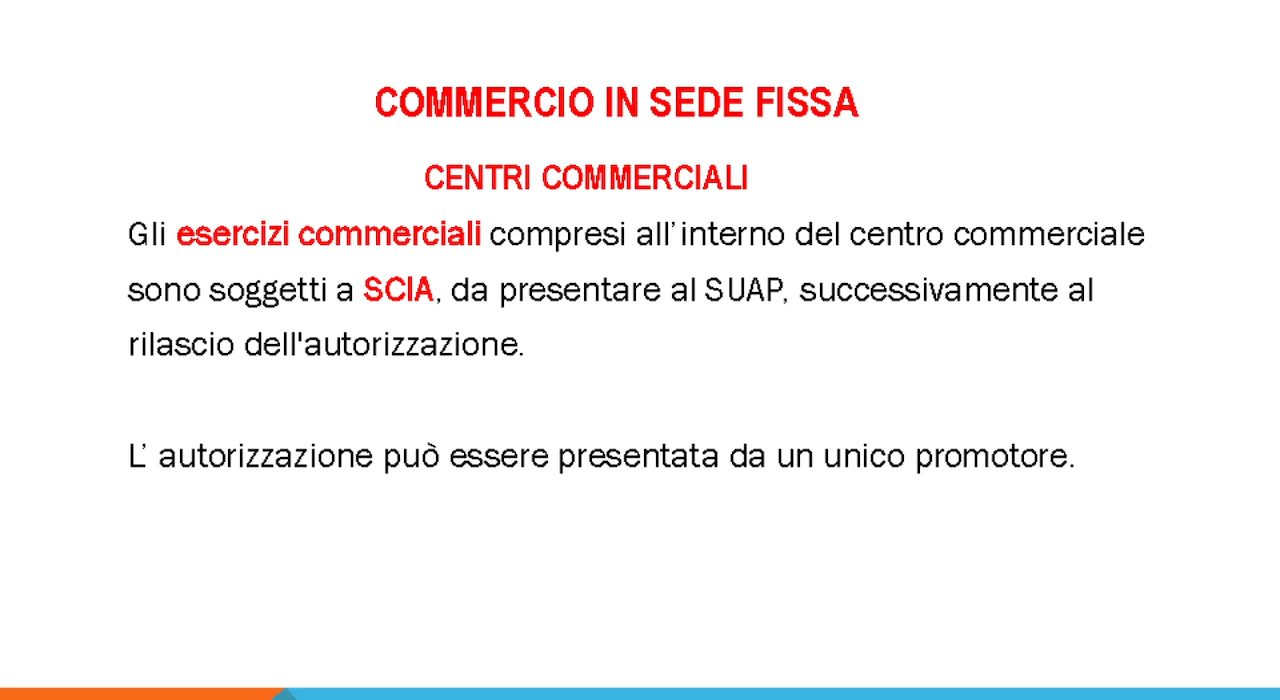 COMMERCIO IN SEDE FISSA
CENTRI COMMERCIALI
Gli esercizi commerciali compresi all’interno del centro commerciale
sono soggetti a SCIA, da presentare al SUAP, successivamente al
rilascio dell'autorizzazione.
L’ autorizzazione può essere presentata da un unico promotore.